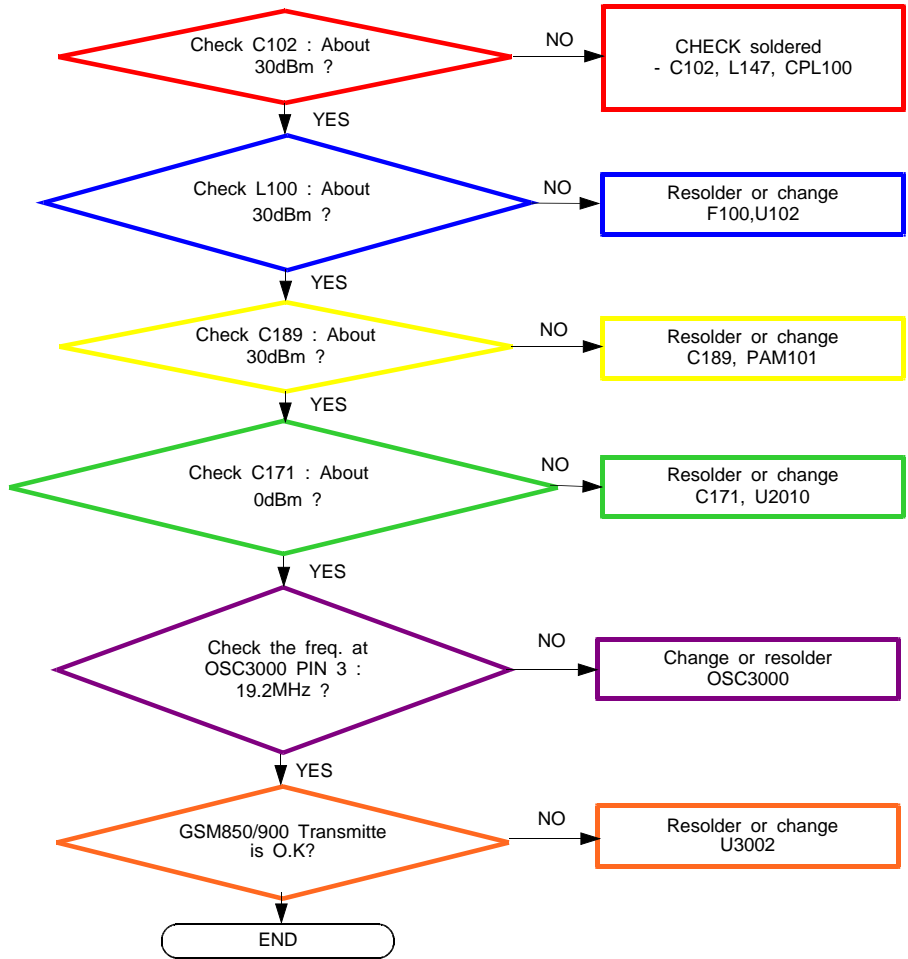 Check C102 : About
30dBm ?
NO
CHECK soldered
- C102, L147, CPL100
YES
Check L100 : About
30dBm ?
NO
Resolder or change
F100,U102
YES
Check C189 : About
30dBm ?
NO
Resolder or change
C189, PAM101
YES
Check C171 : About
0dBm ?
NO
Resolder or change
C171, U2010
YES
Check the freq. at
OSC3000 PIN 3 :
19.2MHz ?
NO
Change or resolder
OSC3000
YES
GSM850/900 Transmitte
is O.K?
NO
Resolder or change
U3002
END